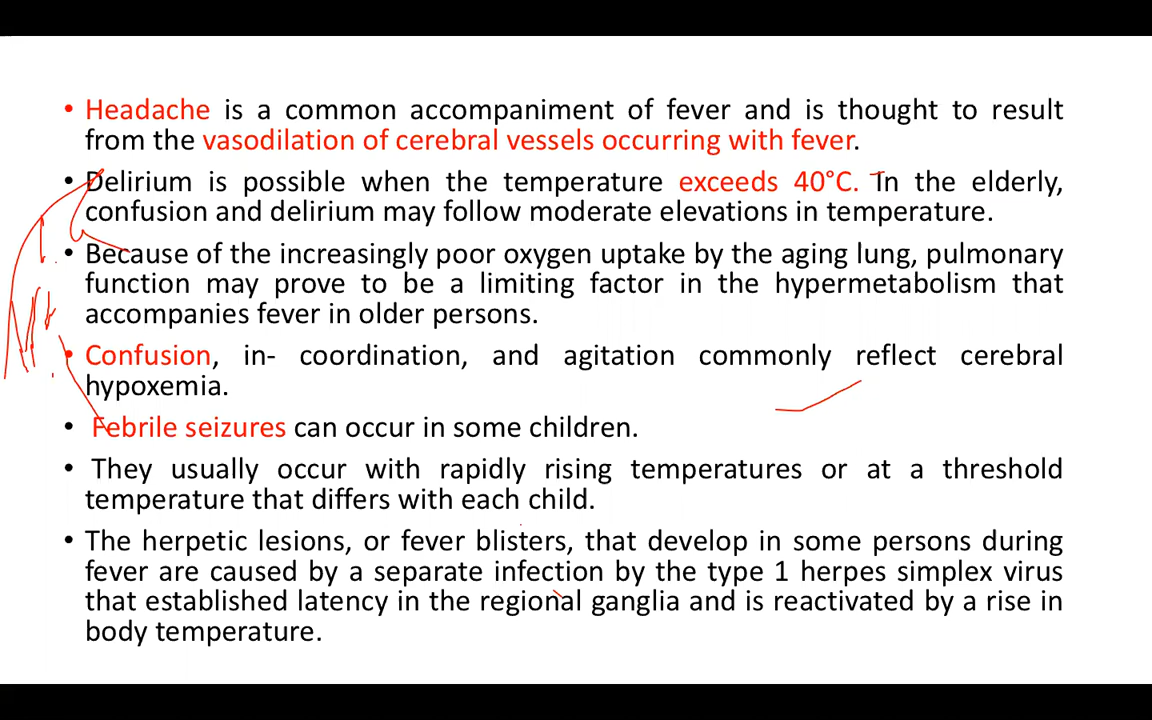 • Headache is a common accompaniment of fever and is thought to result
from the vasodilation of cerebral vessels occurring with fever.
• Delirium is possible when the temperature exceeds 40°C. In the elderly,
confusion and delirium may follow moderate elevations in temperature.
• Because of the increasingly poor oxygen uptake by the aging lung, pulmonary
function may prove to be a limiting factor in the hypermetabolism that
accompanies fever in older persons.
• Confusion, in- coordination, and agitation commonly reflect cerebral
hypoxemia.
• Febrile seizures can occur in some children.
• They usually occur with rapidly rising temperatures or at a threshold
temperature that differs with each child.
• The herpetic lesions, or fever blisters, that develop in some persons during
fever are caused by a separate infection by the type 1 herpes simplex virus
that established latency in the regional ganglia and is reactivated by a rise in
body temperature.